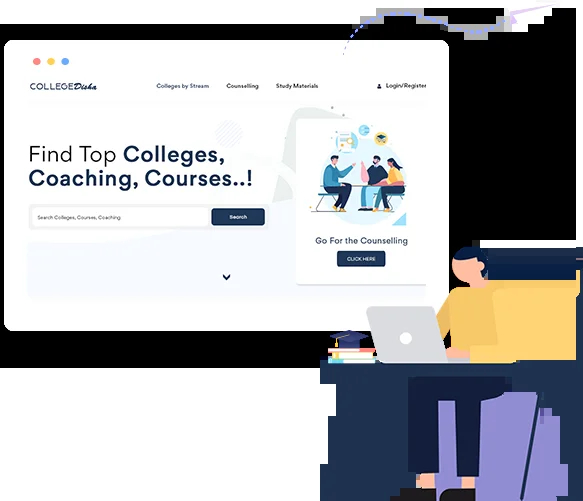 COLLEGEDisha
Colleges by Stream
Counselling
Study Materials
Login/Register
Find Top Colleges,
Coaching, Courses..!
Search Colleges, Courses, Coaching
Search
Go For the Counselling
CLICK HERE